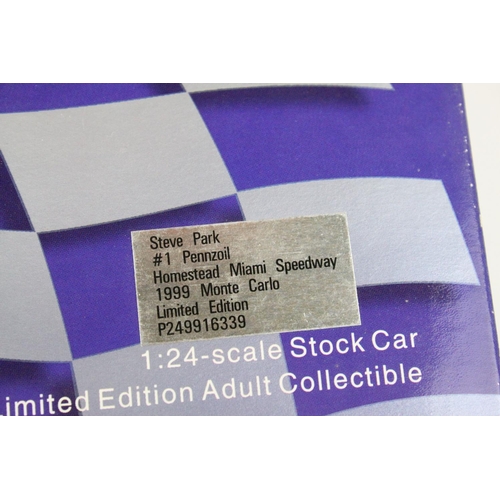 Steve Park
#1 Pennzoil
Homestead Miami Speedway
1999 Monte Carlo
Limited Edition
P249916339
1:24-scale Stock Car
Limited Edition Adult Collectible